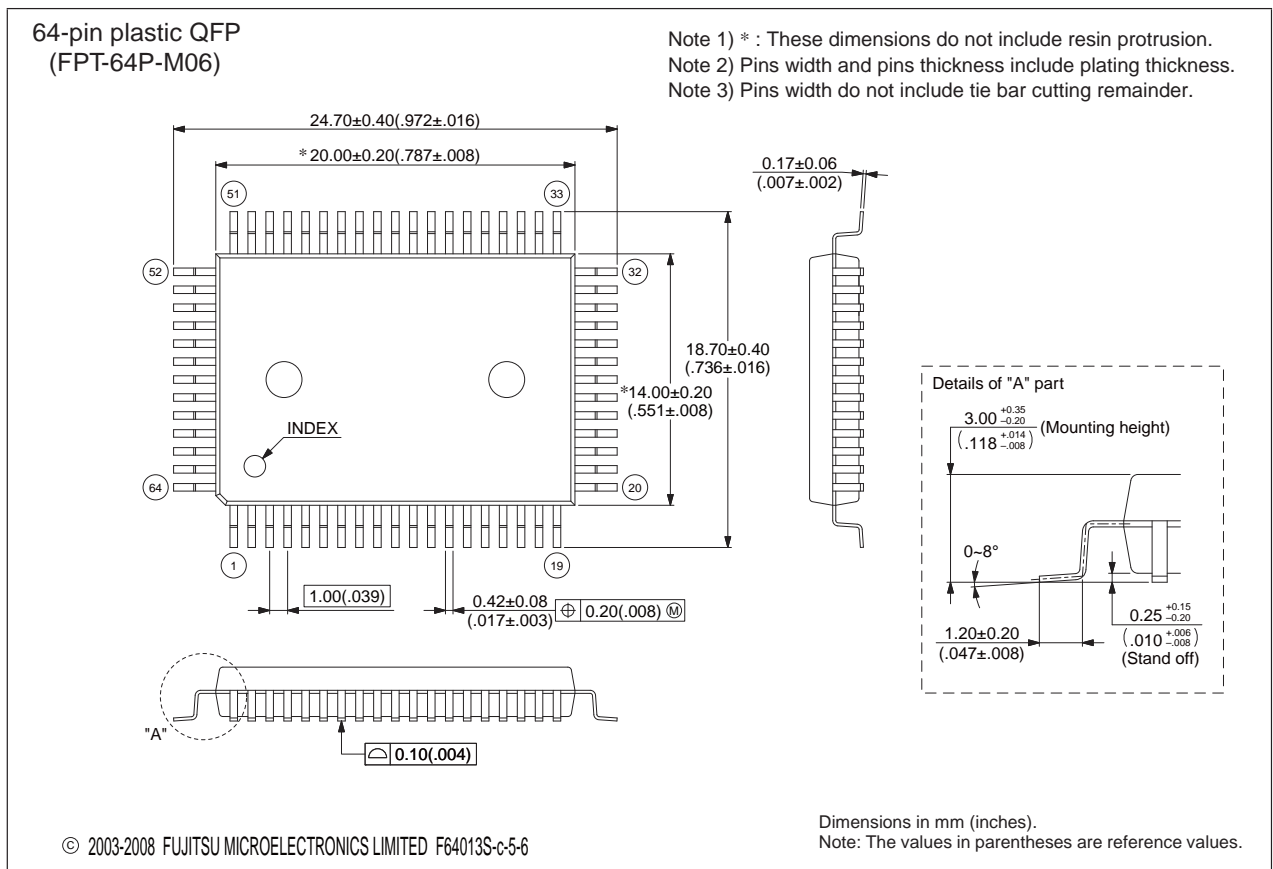 64-pin plastic QFP
(FPT-64P-M06)
Note 1) * : These dimensions do not include resin protrusion.
Note 2) Pins width and pins thickness include plating thickness.
Note 3) Pins width do not include tie bar cutting remainder.
24.70±0.40(.972±.016)
*20.00±0.20(.787±.008)
0.17±0.06
(.007±.002)
51
33
52
32
18.70±0.40
(.736±.016)
*14.00±0.20
(.551±.008)
INDEX
64
20
1
19
1.00(.039)
0.42±0.08
(.017±.003)
⌖ 0.20(.008) Ⓜ
Details of "A" part
3.00 +0.35 −0.20 (Mounting height)
(.118 +.014 −.008)
0~8°
0.25 +0.15 −0.20
1.20±0.20
(.047±.008)
(.010 +.006 −.008)
(Stand off)
"A"
⌓ 0.10(.004)
© 2003-2008 FUJITSU MICROELECTRONICS LIMITED F64013S-c-5-6
Dimensions in mm (inches).
Note: The values in parentheses are reference values.